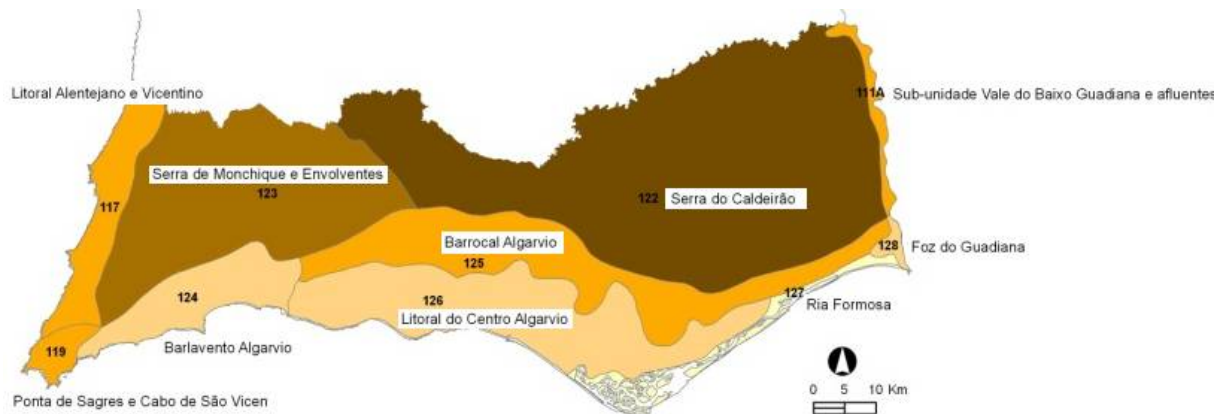 Litoral Alentejano e Vicentino
111A Sub-unidade Vale do Baixo Guadiana e afluentes
Serra de Monchique e Envolventes
123
122 Serra do Caldeirão
117
Barrocal Algarvio
125
128 Foz do Guadiana
124
126
Litoral do Centro Algarvio
127
Ria Formosa
119
Barlavento Algarvio
Ponta de Sagres e Cabo de São Vicen
0 5 10 Km